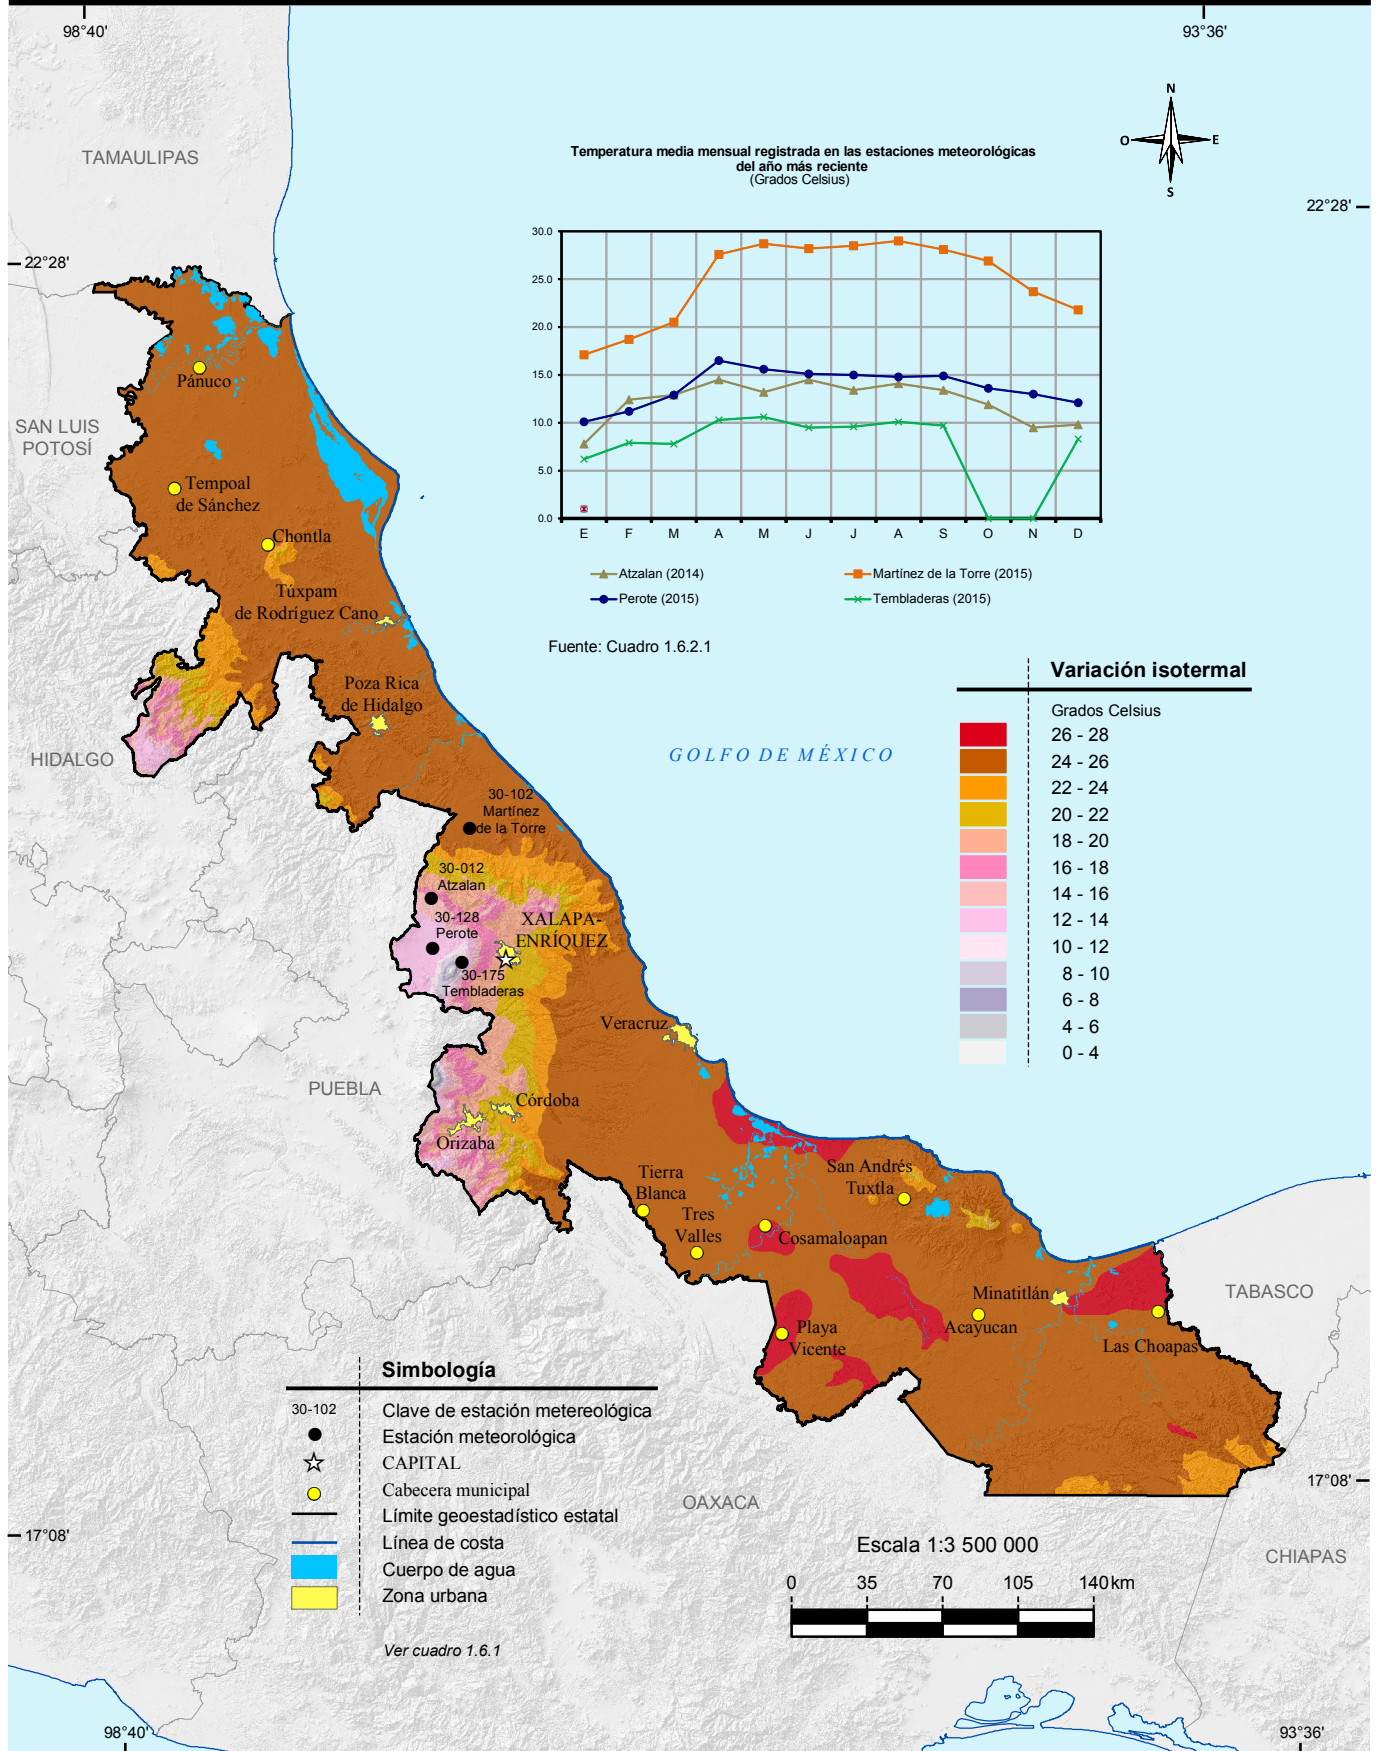 98°40'
93°36'
N
O
E
S
TAMAULIPAS
Temperatura media mensual registrada en las estaciones meteorológicas
del año más reciente
(Grados Celsius)
22°28'
22°28'
30.0
25.0
20.0
15.0
10.0
5.0
0.0
E F M A M J J A S O N D
Atzalan (2014)
Martínez de la Torre (2015)
Perote (2015)
Tembladeras (2015)
Fuente: Cuadro 1.6.2.1
Pánuco
SAN LUIS
POTOSÍ
Tempoal
de Sánchez
Chontla
Túxpam
de Rodríguez Cano
Poza Rica
de Hidalgo
HIDALGO
GOLFO DE MÉXICO
Variación isotermal
Grados Celsius
26 - 28
24 - 26
22 - 24
20 - 22
18 - 20
16 - 18
14 - 16
12 - 14
10 - 12
8 - 10
6 - 8
4 - 6
0 - 4
30-102
Martínez
de la Torre
30-012
Atzalan
30-128
Perote
XALAPA-
ENRÍQUEZ
30-175
Tembladeras
Veracruz
PUEBLA
Córdoba
Orizaba
Tierra
Blanca
San Andrés
Tuxtla
Tres
Valles
Cosamaloapan
Minatitlán
TABASCO
Playa
Vicente
Acayucan
Las Choapas
Simbología
30-102
Clave de estación metereológica
Estación meteorológica
CAPITAL
Cabecera municipal
Límite geoestadístico estatal
Línea de costa
Cuerpo de agua
Zona urbana
Ver cuadro 1.6.1
OAXACA
17°08'
17°08'
CHIAPAS
Escala 1:3 500 000
0 35 70 105 140 km
98°40'
93°36'